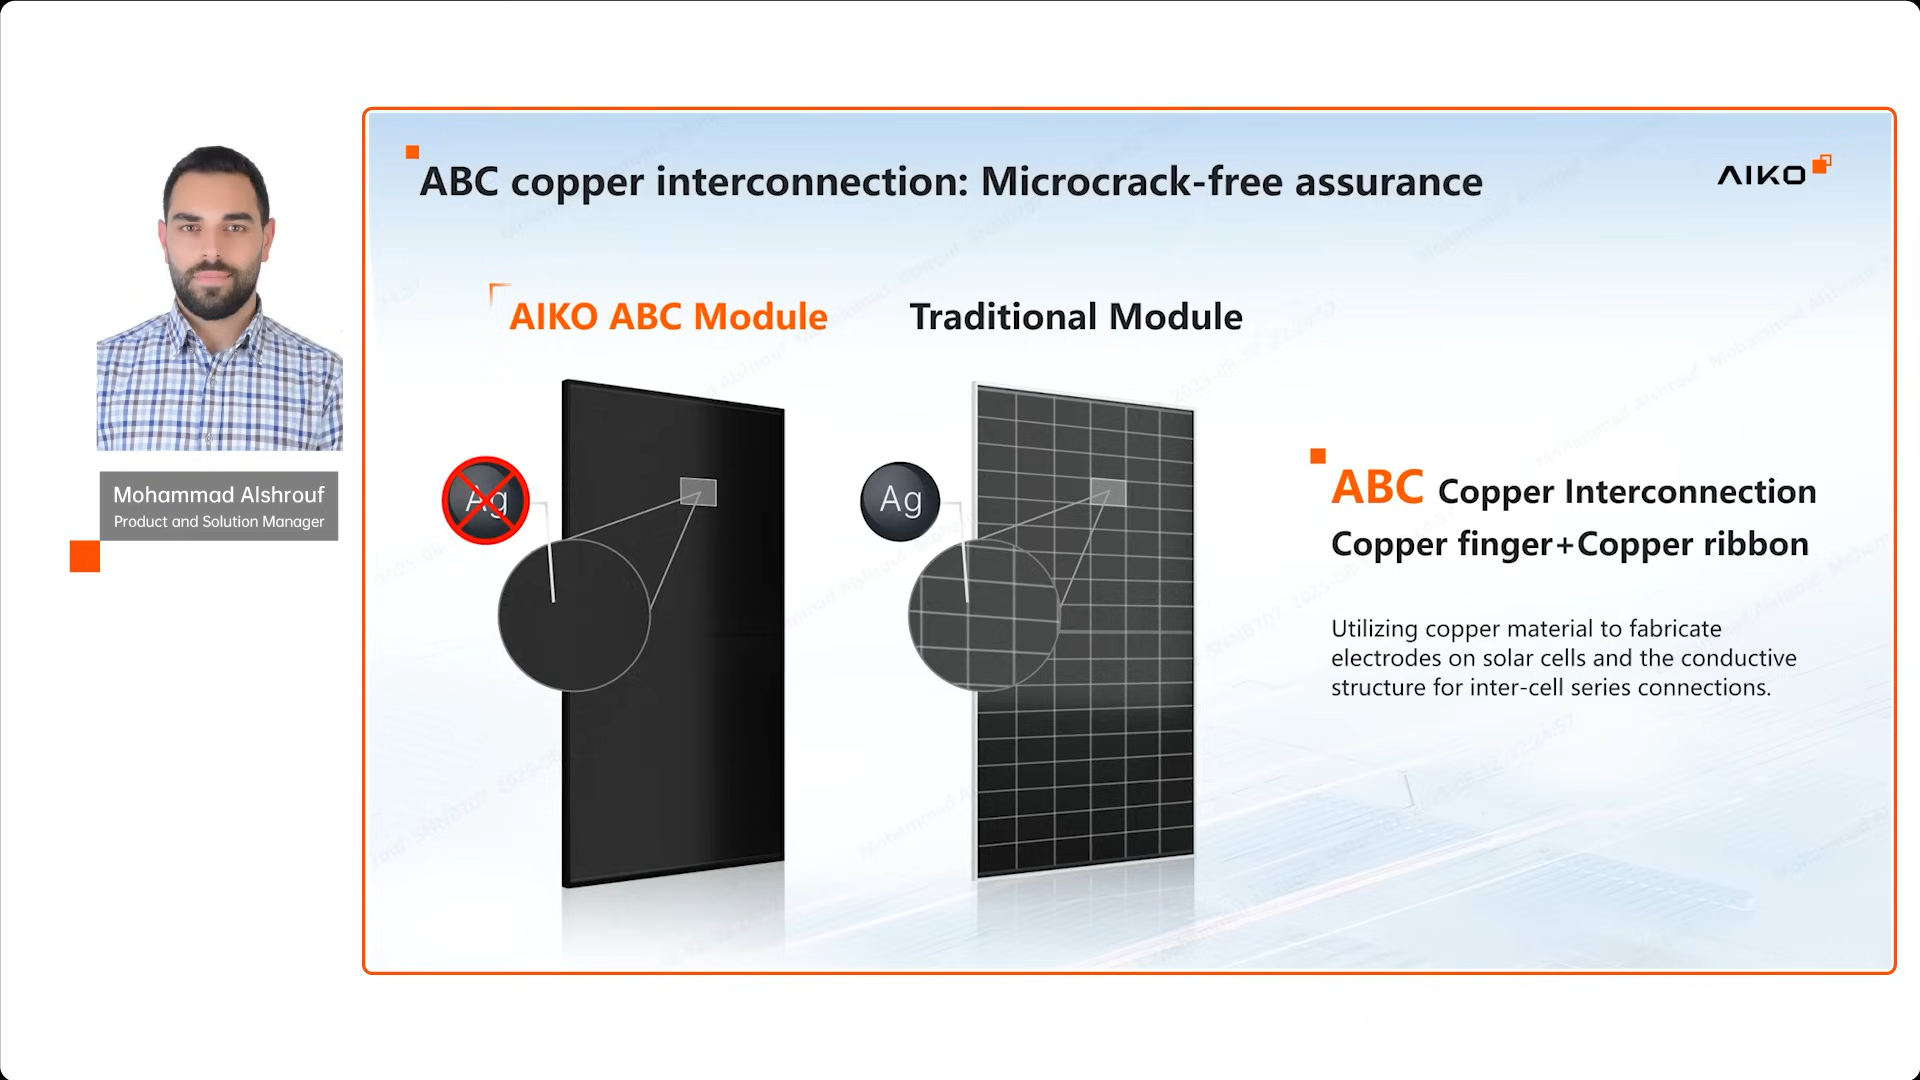 ABC copper interconnection: Microcrack-free assurance
AIKO
AIKO ABC Module
Traditional Module
Ag
Ag
ABC Copper Interconnection
Copper finger+Copper ribbon
Utilizing copper material to fabricate
electrodes on solar cells and the conductive
structure for inter-cell series connections.
Mohammad Alshrouf
Product and Solution Manager